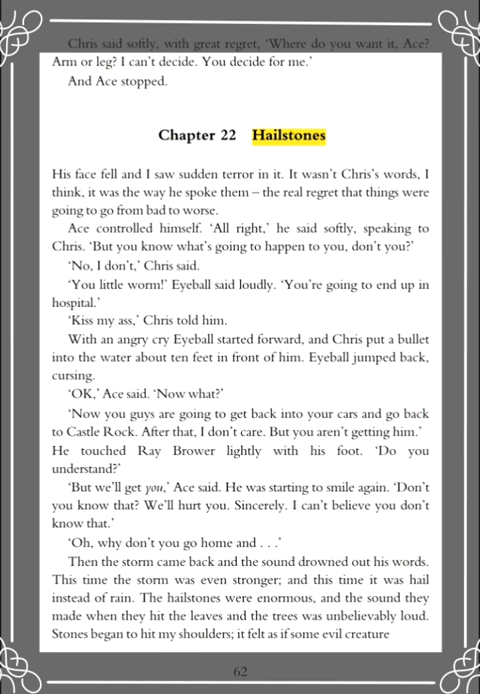 Chris said softly, with great regret, ‘Where do you want it, Ace?
Arm or leg? I can’t decide. You decide for me.’
And Ace stopped.
Chapter 22 Hailstones
His face fell and I saw sudden terror in it. It wasn’t Chris’s words, I
think, it was the way he spoke them – the real regret that things were
going to go from bad to worse.
Ace controlled himself. ‘All right,’ he said softly, speaking to
Chris. ‘But you know what’s going to happen to you, don’t you?’
‘No, I don’t,’ Chris said.
‘You little worm!’ Eyeball said loudly. ‘You’re going to end up in
hospital.’
‘Kiss my ass,’ Chris told him.
With an angry cry Eyeball started forward, and Chris put a bullet
into the water about ten feet in front of him. Eyeball jumped back,
cursing.
‘OK,’ Ace said. ‘Now what?’
‘Now you guys are going to get back into your cars and go back
to Castle Rock. After that, I don’t care. But you aren’t getting him.’
He touched Ray Brower lightly with his foot. ‘Do you
understand?’
‘But we’ll get you,’ Ace said. He was starting to smile again. ‘Don’t
you know that? We’ll hurt you. Sincerely. I can’t believe you don’t
know that.’
‘Oh, why don’t you go home and . . .’
Then the storm came back and the sound drowned out his words.
This time the storm was even stronger; and this time it was hail
instead of rain. The hailstones were enormous, and the sound they
made when they hit the leaves and the trees was unbelievably loud.
Stones began to hit my shoulders; it felt as if some evil creature
62